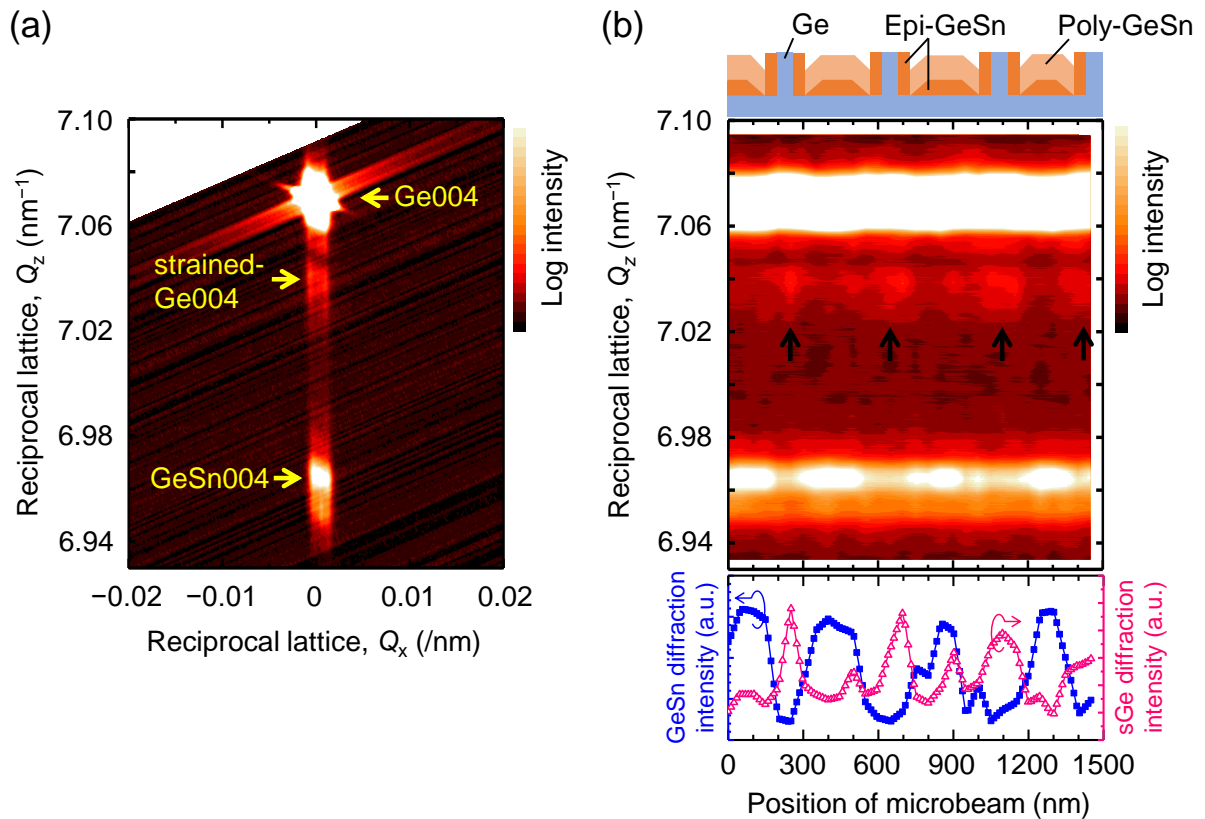 (a)
7.10
7.06
7.02
6.98
6.94
Reciprocal lattice, Qz (nm−1)
Ge004
strained-
Ge004
GeSn004
Log intensity
−0.02
−0.01
0
0.01
0.02
Reciprocal lattice, Qx (/nm)
(b)
Ge
Epi-GeSn
Poly-GeSn
7.10
7.06
7.02
6.98
6.94
Reciprocal lattice, Qz (nm−1)
Log intensity
GeSn diffraction
intensity (a.u.)
sGe diffraction
intensity (a.u.)
0
300
600
900
1200
1500
Position of microbeam (nm)